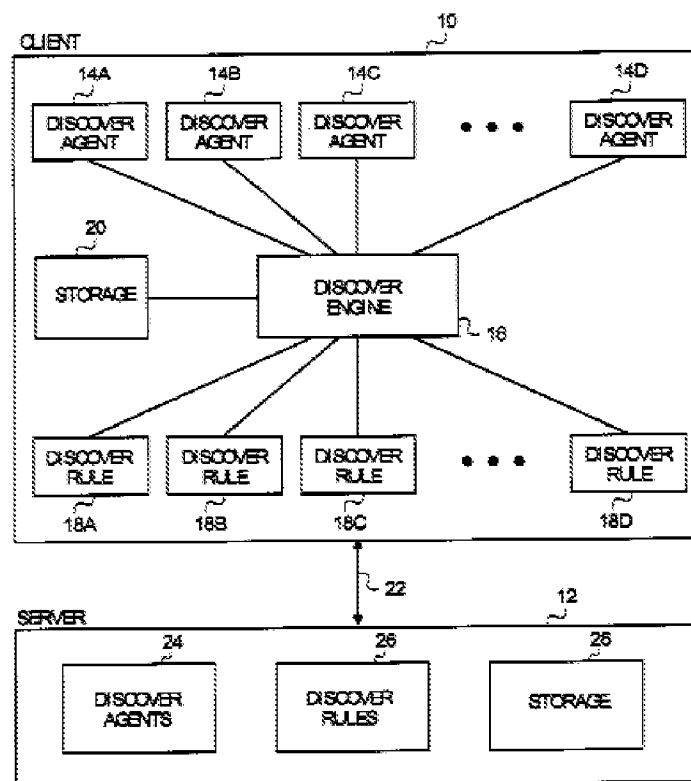 CLIENT
10
14A
14B
14C
14D
DISCOVER
AGENT
DISCOVER
AGENT
DISCOVER
AGENT
DISCOVER
AGENT
20
STORAGE
DISCOVER
ENGINE
16
DISCOVER
RULE
DISCOVER
RULE
DISCOVER
RULE
DISCOVER
RULE
18A
18B
18C
18D
22
SERVER
12
24
26
28
DISCOVER
AGENTS
DISCOVER
RULES
STORAGE